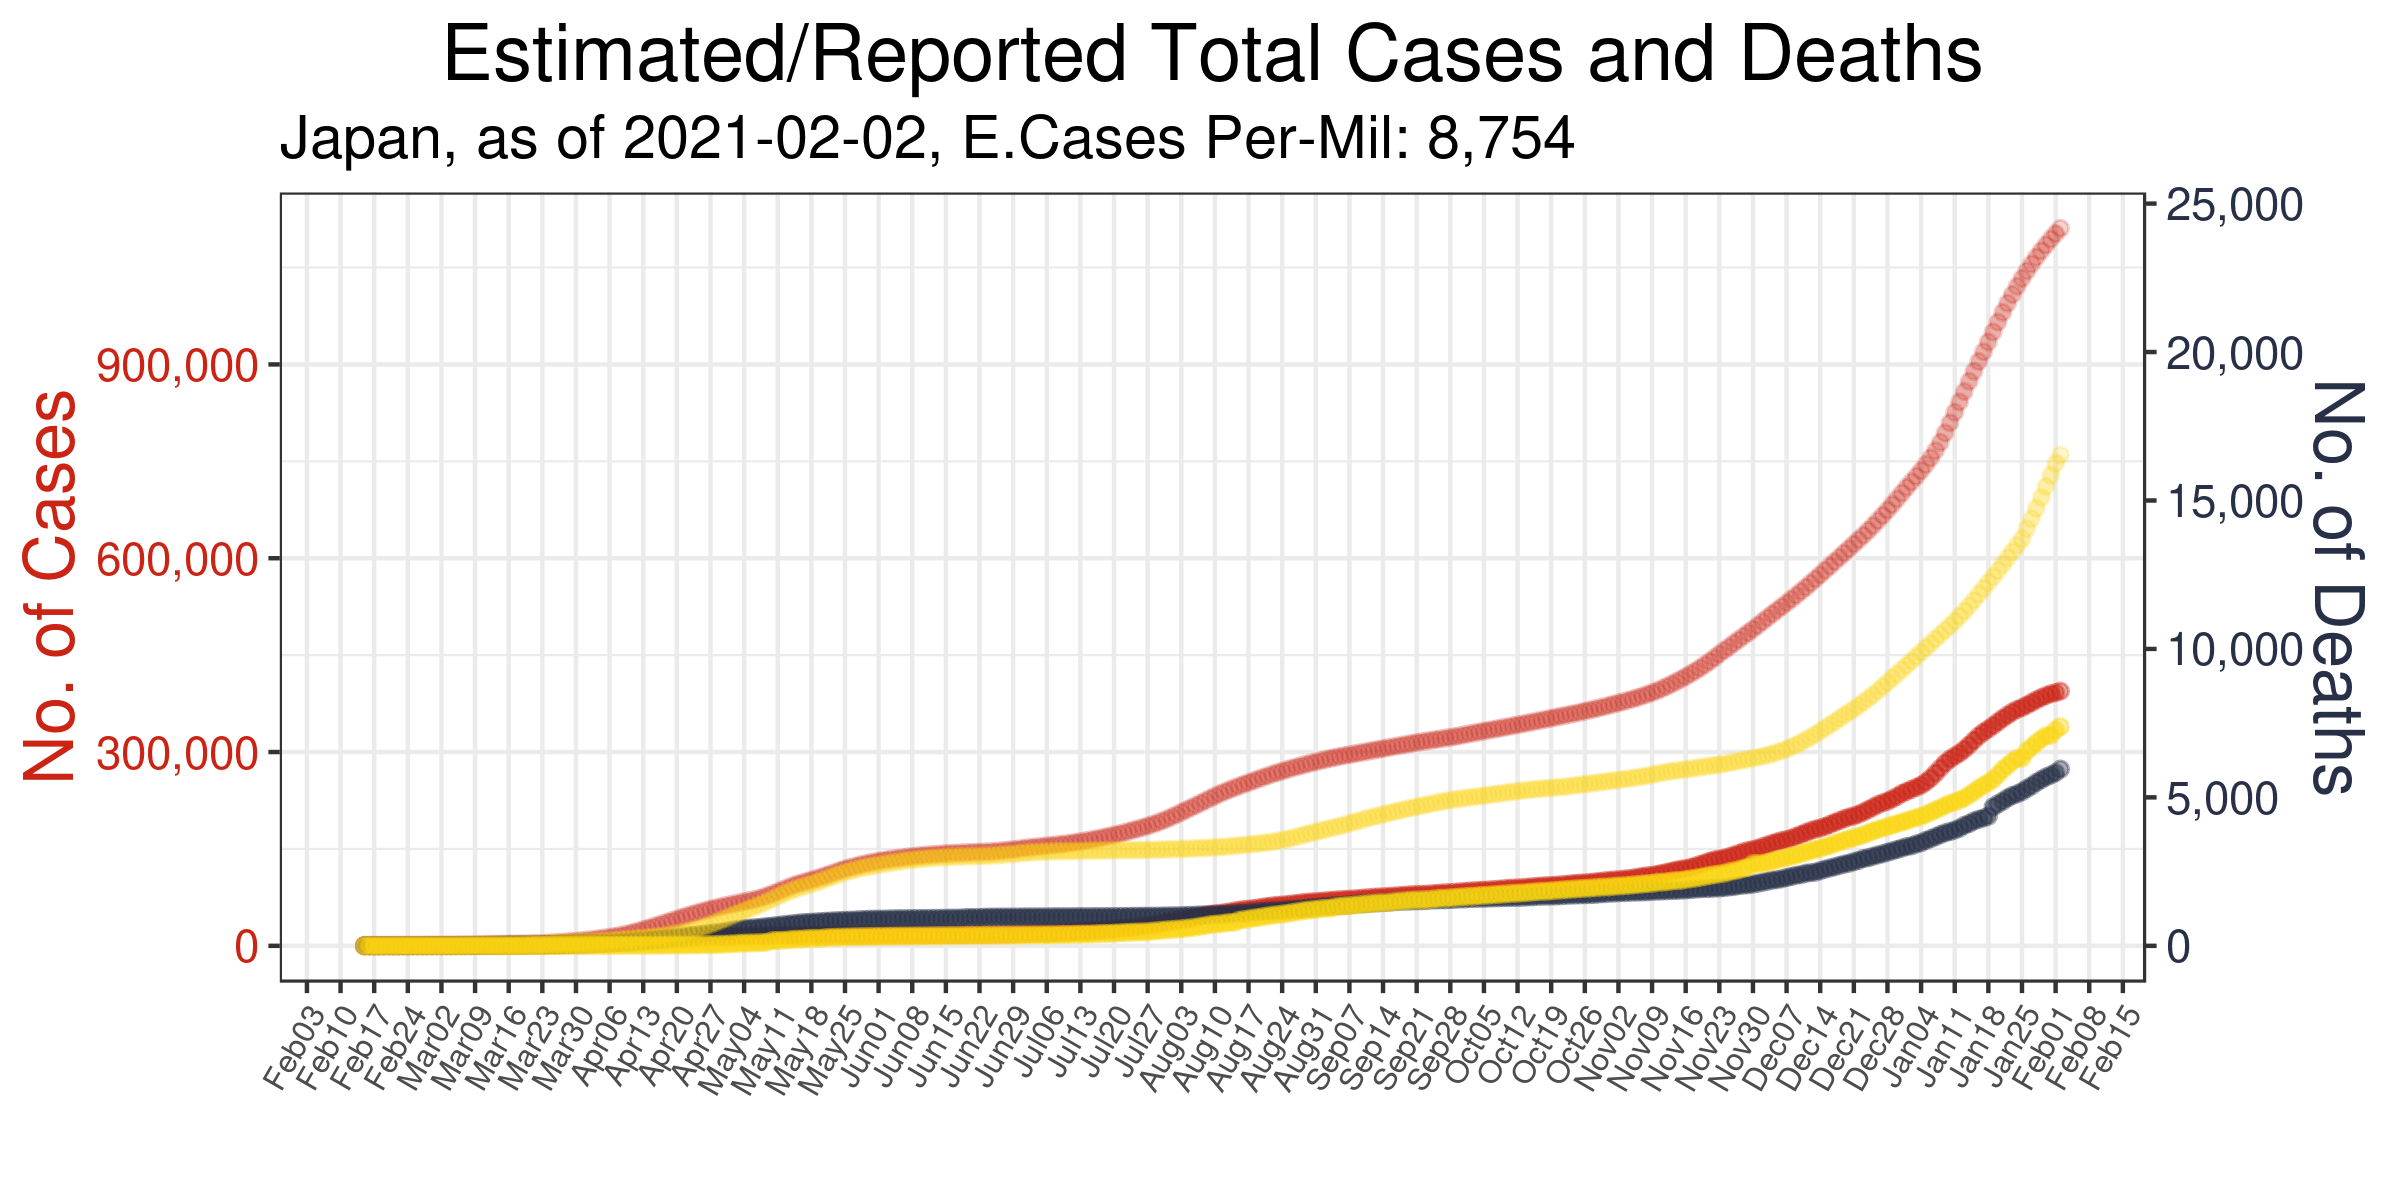 Estimated/Reported Total Cases and Deaths
Japan, as of 2021-02-02, E.Cases Per-Mil: 8,754
No. of Cases
900,000
600,000
300,000
0
25,000
20,000
15,000
10,000
5,000
0
No. of Deaths
Feb03
Feb10
Feb17
Feb24
Mar02
Mar09
Mar16
Mar23
Mar30
Apr06
Apr13
Apr20
Apr27
May04
May11
May18
May25
Jun01
Jun08
Jun15
Jun22
Jun29
Jul06
Jul13
Jul20
Jul27
Aug03
Aug10
Aug17
Aug24
Aug31
Sep07
Sep14
Sep21
Sep28
Oct05
Oct12
Oct19
Oct26
Nov02
Nov09
Nov16
Nov23
Nov30
Dec07
Dec14
Dec21
Dec28
Dec04
Jan11
Jan18
Jan25
Feb01
Feb08
Feb15